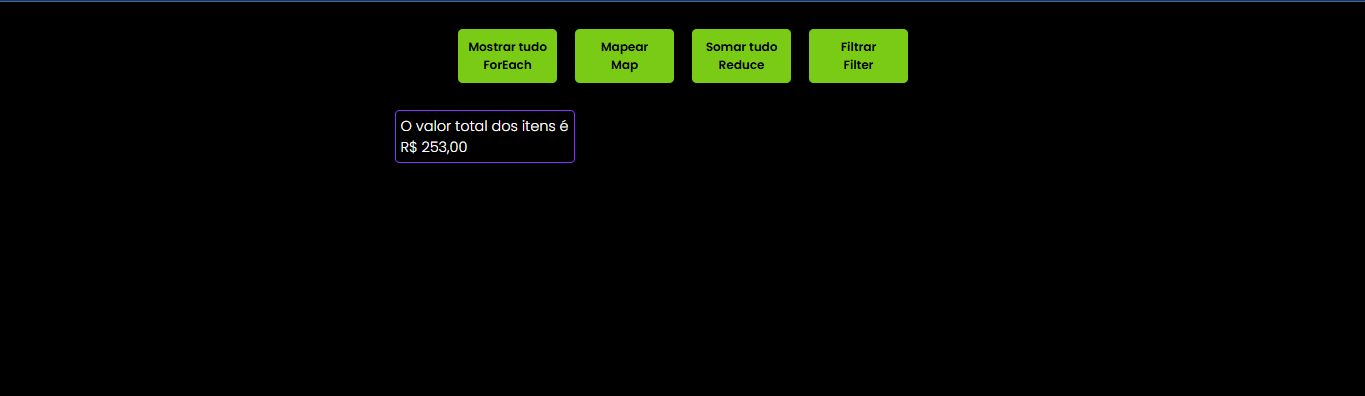 Mostrar tudo
ForEach
Mapear
Map
Somar tudo
Reduce
Filtrar
Filter
O valor total dos itens é
R$ 253,00